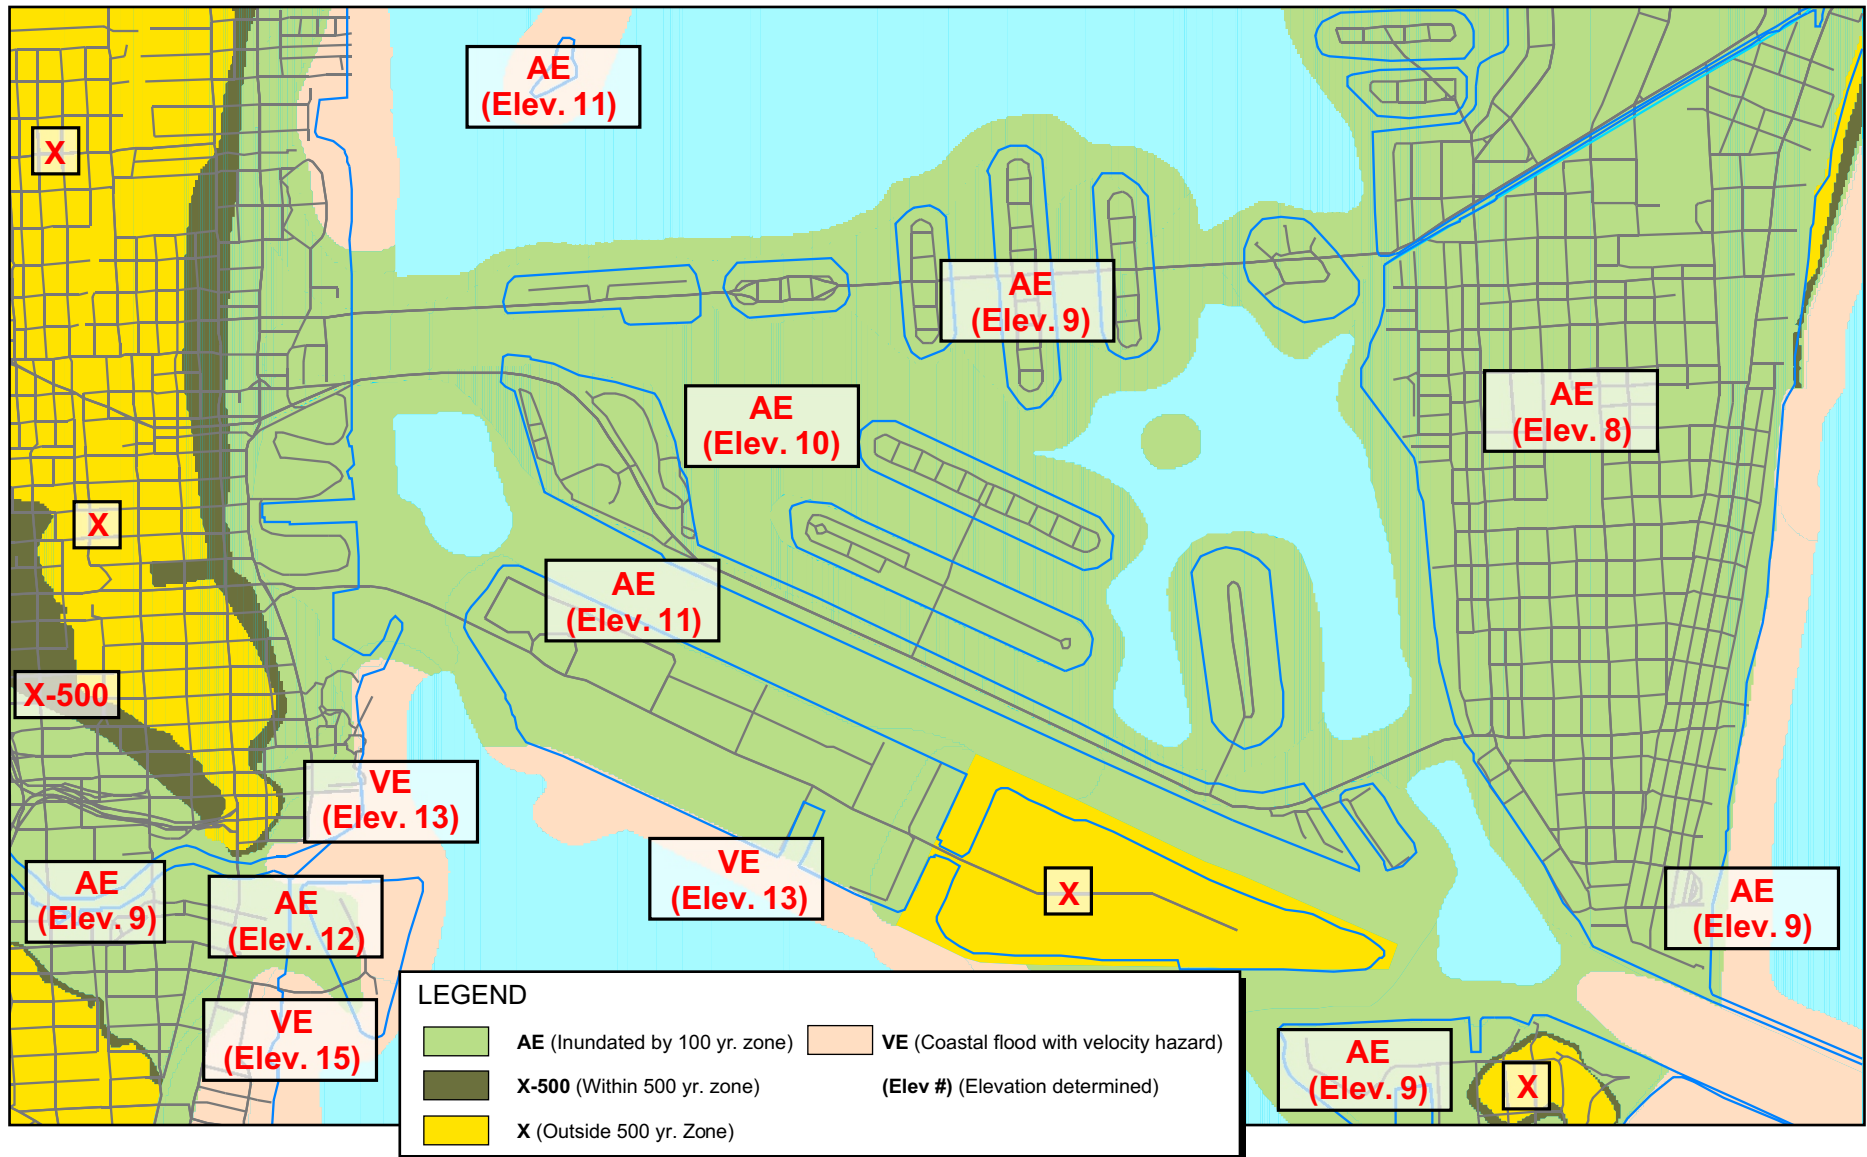 AE
(Elev. 11)
X
AE
(Elev. 9)
AE
(Elev. 10)
AE
(Elev. 8)
X
AE
(Elev. 11)
X-500
VE
(Elev. 13)
VE
(Elev. 13)
AE
(Elev. 9)
AE
(Elev. 12)
X
AE
(Elev. 9)
VE
(Elev. 15)
AE
(Elev. 9)
X
LEGEND
AE (Inundated by 100 yr. zone)
VE (Coastal flood with velocity hazard)
X-500 (Within 500 yr. zone)
(Elev #) (Elevation determined)
X (Outside 500 yr. Zone)